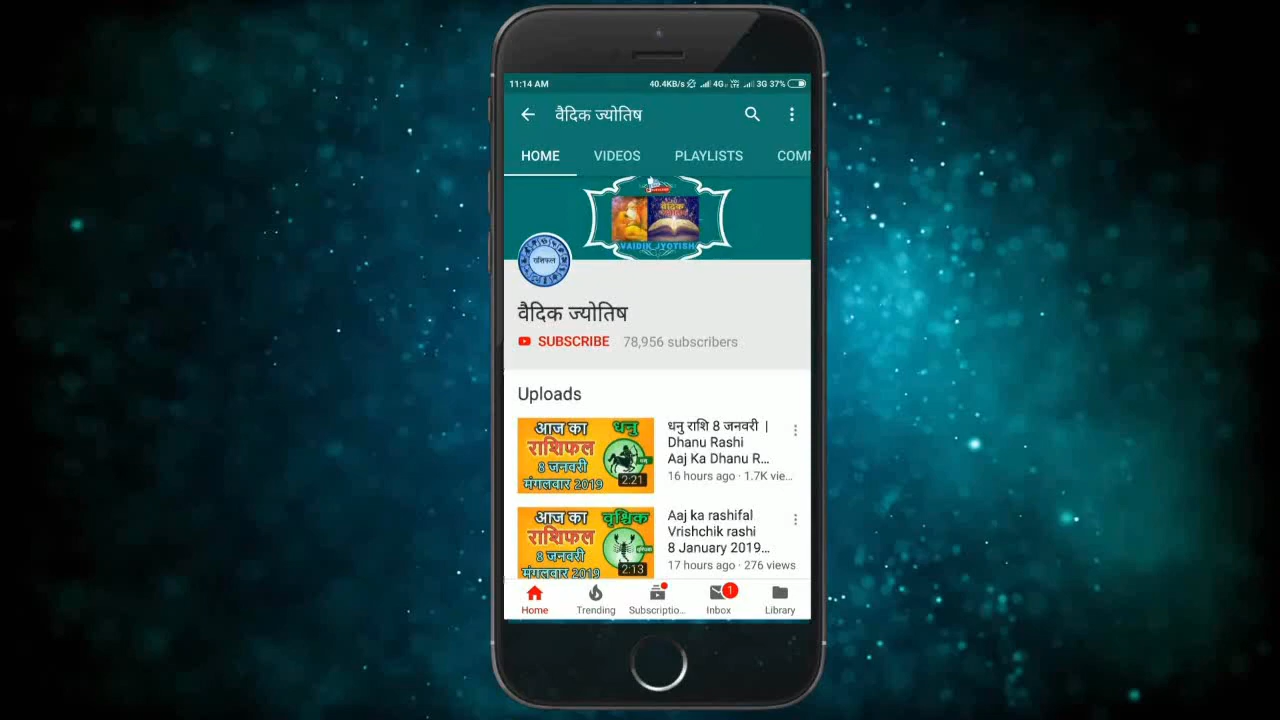 11:14 AM
40.4KB/s 4G 3G 37%
वैदिक ज्योतिष
HOME VIDEOS PLAYLISTS COM
वैदिक
VAIDIK JYOTISH
राशिफल
वैदिक ज्योतिष
SUBSCRIBE 78,956 subscribers
Uploads
आज का धनु
राशिफल
8 जनवरी
मंगलवार 2019
2:21
धनु राशि 8 जनवरी |
Dhanu Rashi
Aaj Ka Dhanu R...
16 hours ago · 1.7K vie...
आज का वृश्चिक
राशिफल
8 जनवरी
मंगलवार 2019
2:13
Aaj ka rashifal
Vrishchik rashi
8 January 2019...
17 hours ago · 276 views
1
Home Trending Subscriptio... Inbox Library